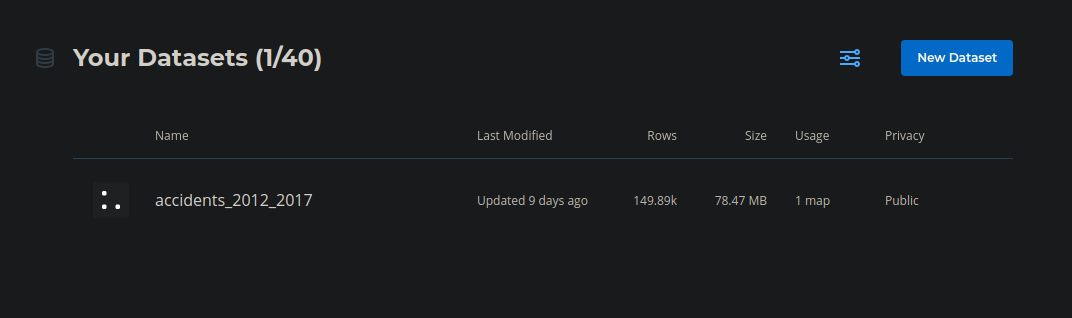 Your Datasets (1/40)
New Dataset
Name Last Modified Rows Size Usage Privacy
accidents_2012_2017 Updated 9 days ago 149.89k 78.47 MB 1 map Public